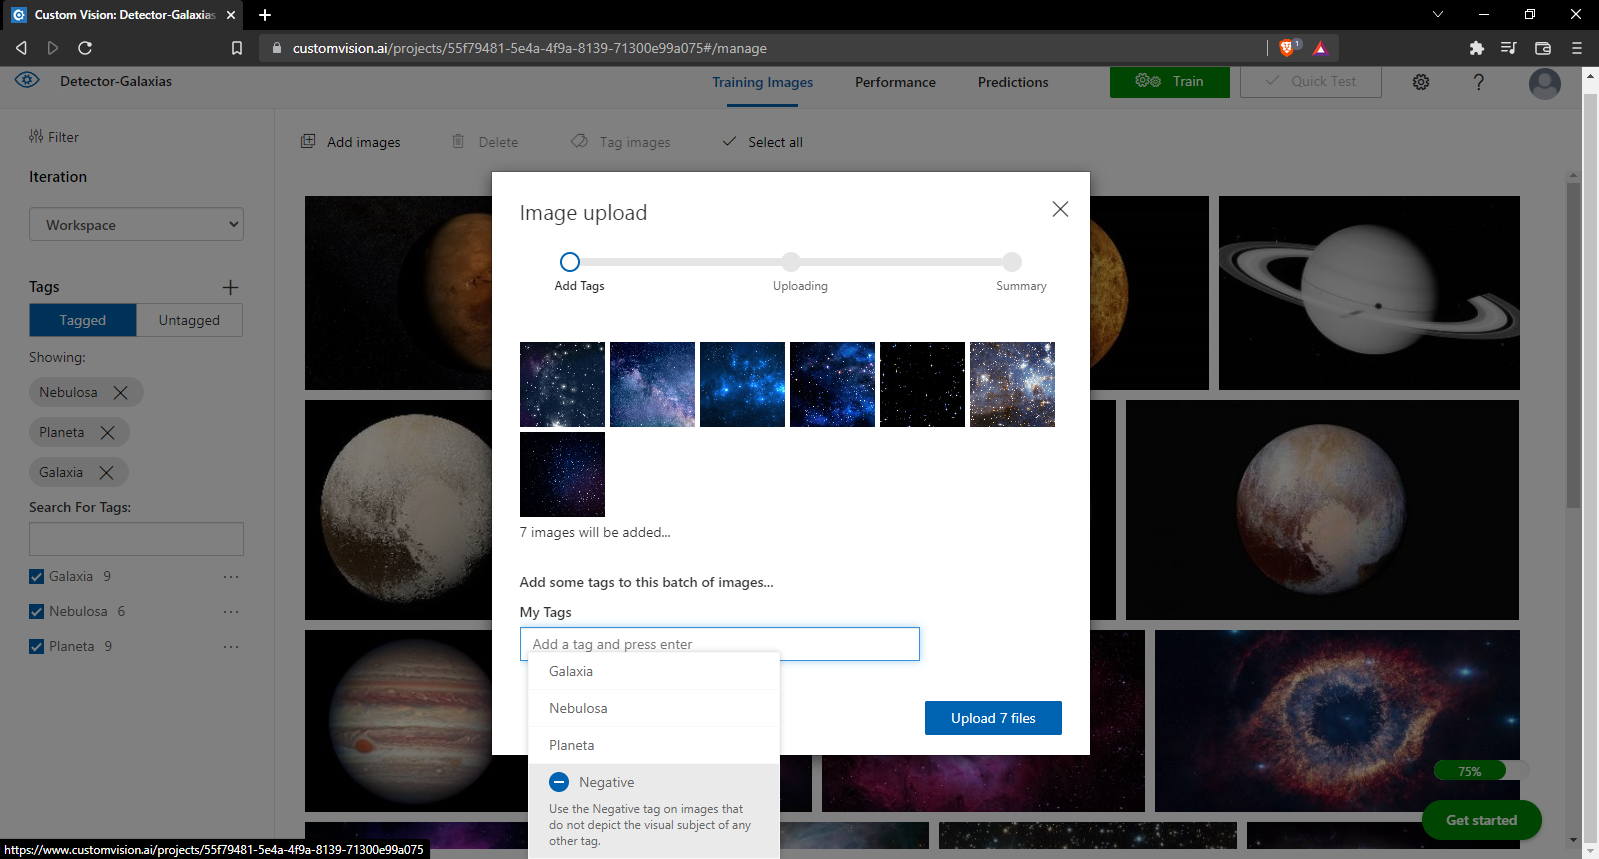 Custom Vision: Detector-Galaxias
customvision.ai/projects/55f79481-5e4a-4f9a-8139-71300e99a075#/manage
1
Detector-Galaxias
Training Images
Performance
Predictions
Train
Quick Test
?
Filter
Add images
Delete
Tag images
Select all
Iteration
Workspace
Tags
Tagged
Untagged
Showing:
Nebulosa
Planeta
Galaxia
Search For Tags:
Galaxia 9
Nebulosa 6
Planeta 9
Image upload
Add Tags
Uploading
Summary
7 images will be added...
Add some tags to this batch of images...
My Tags
Add a tag and press enter
Galaxia
Nebulosa
Planeta
Negative
Use the Negative tag on images that
do not depict the visual subject of any
other tag.
Upload 7 files
75%
Get started
https://www.customvision.ai/projects/55f79481-5e4a-4f9a-8139-71300e99a075